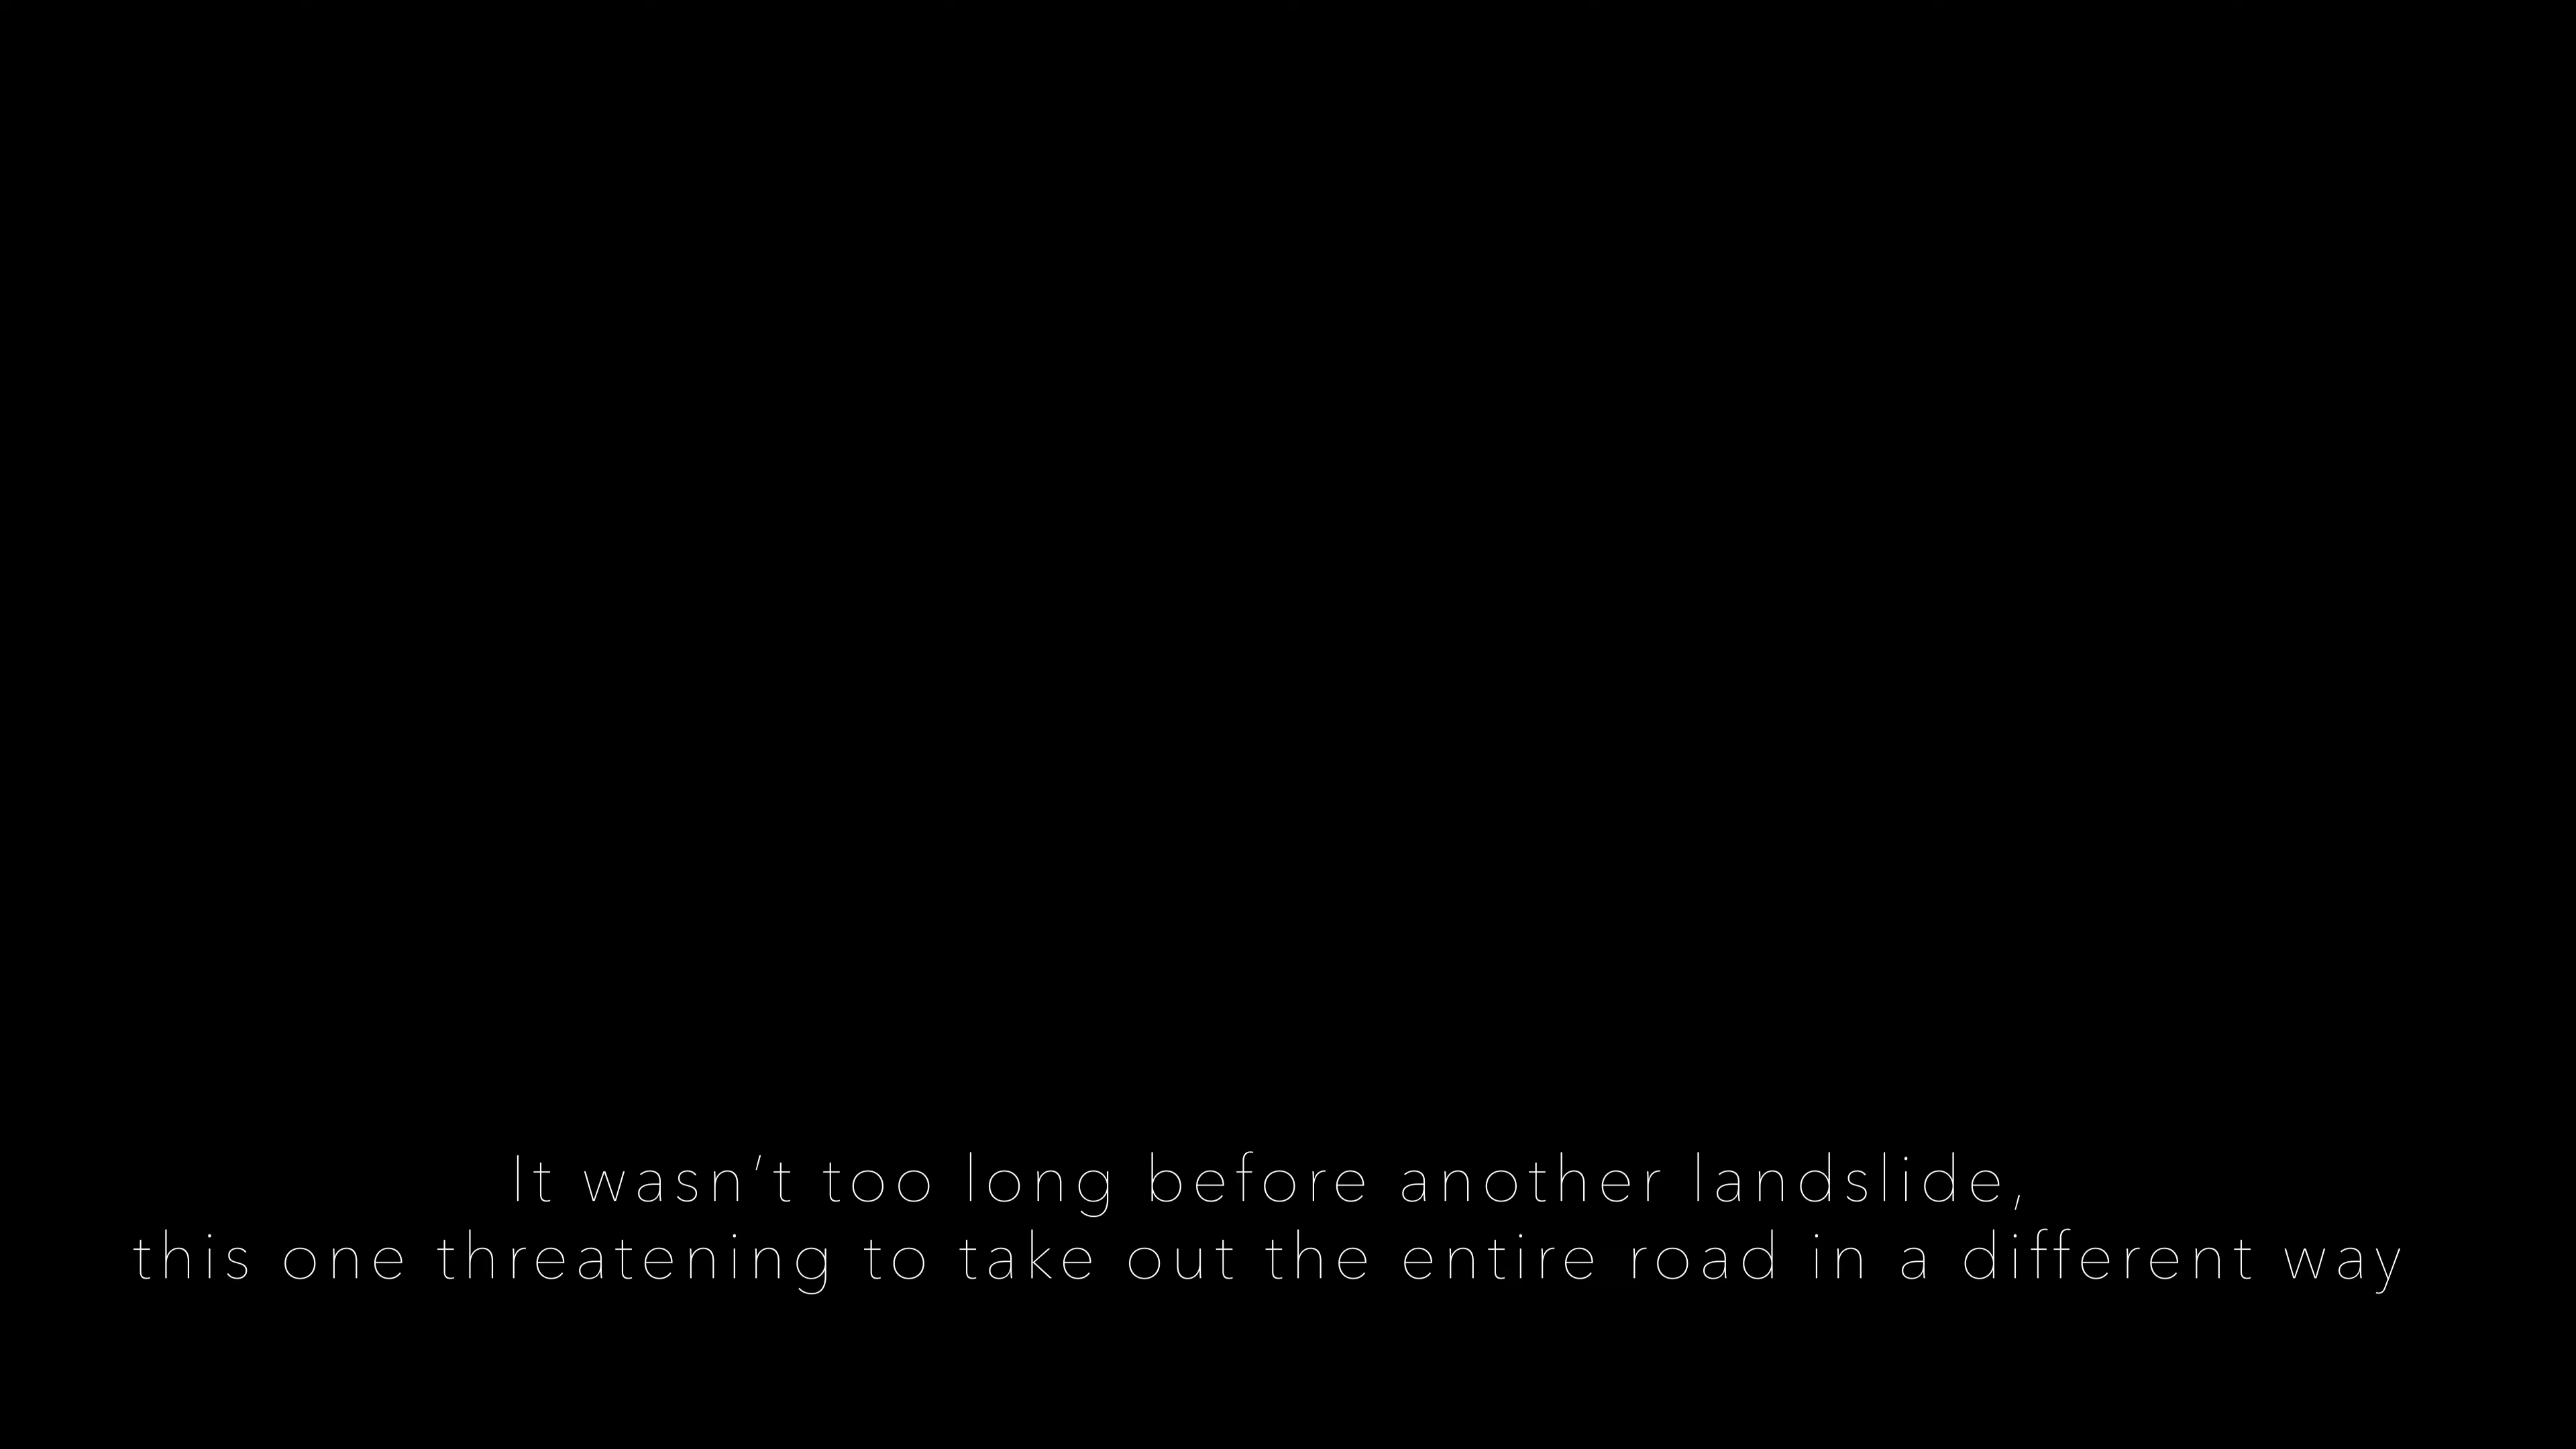 It wasn’t too long before another landslide,
this one threatening to take out the entire road in a different way